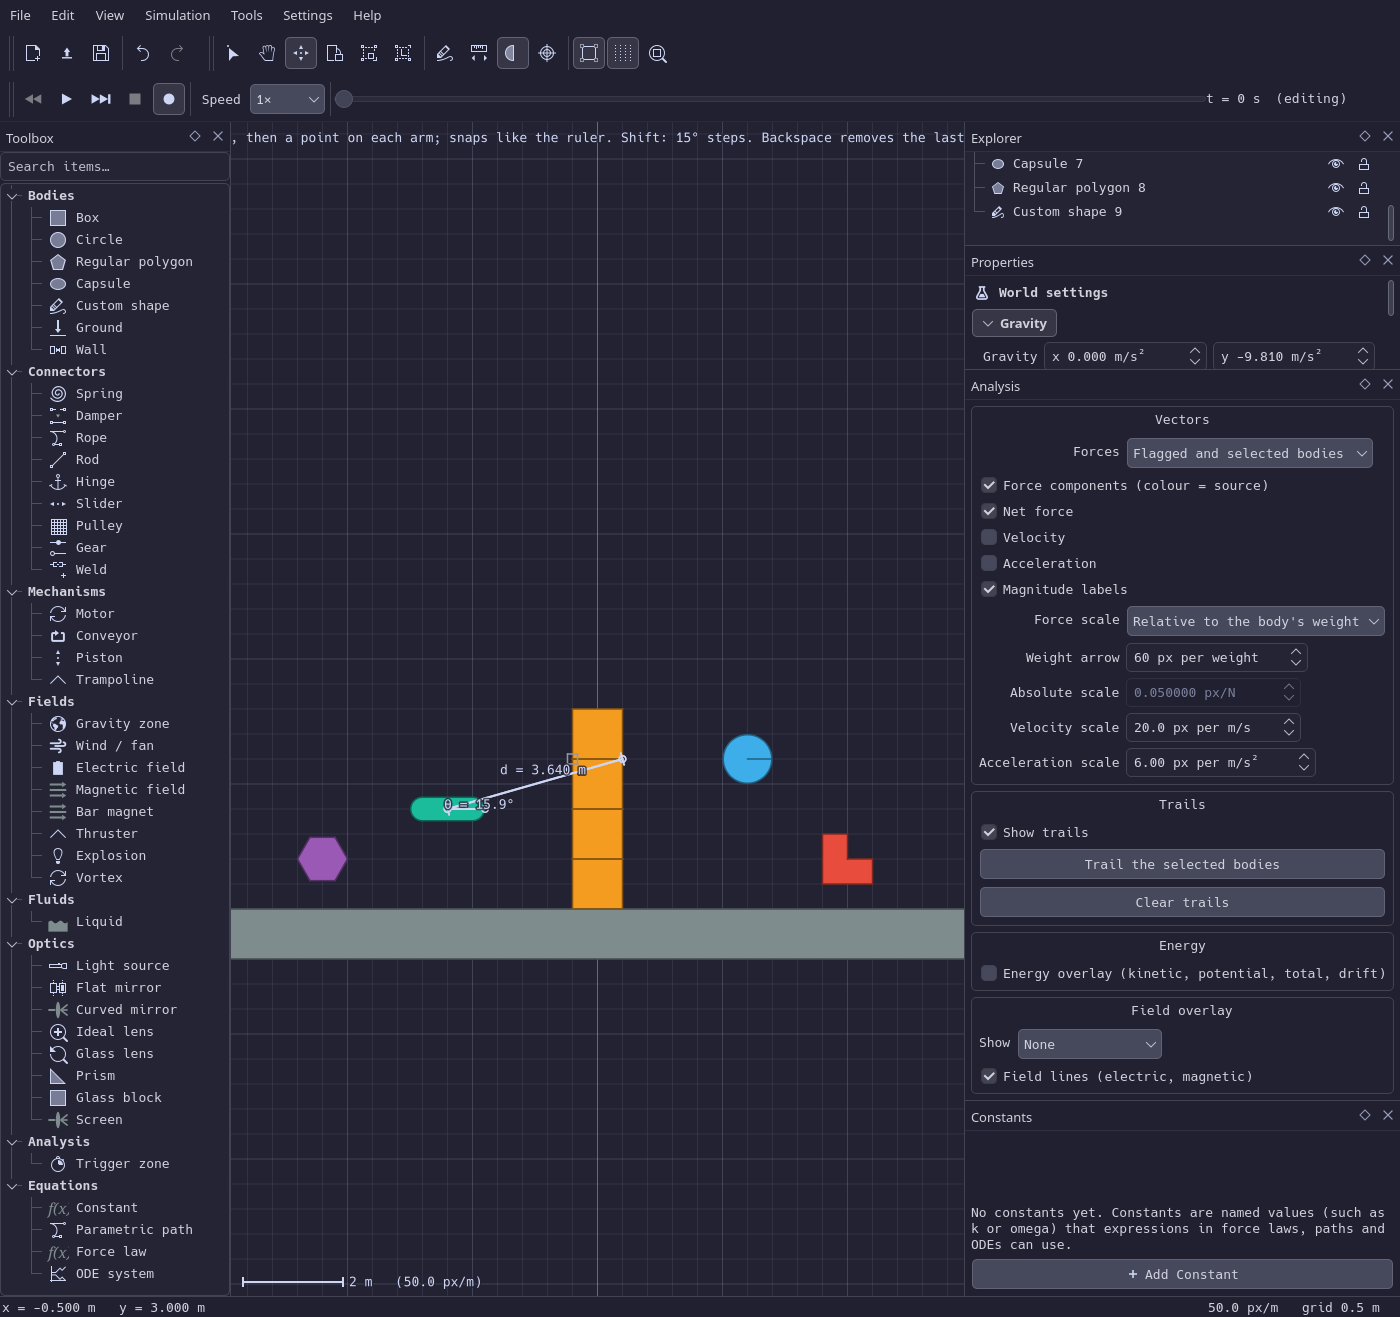 File Edit View Simulation Tools Settings Help
Speed 1× t = 0 s (editing)
Toolbox
Search items…
Bodies
Box
Circle
Regular polygon
Capsule
Custom shape
Ground
Wall
Connectors
Spring
Damper
Rope
Rod
Hinge
Slider
Pulley
Gear
Weld
Mechanisms
Motor
Conveyor
Piston
Trampoline
Fields
Gravity zone
Wind / fan
Electric field
Magnetic field
Bar magnet
Thruster
Explosion
Vortex
Fluids
Liquid
Optics
Light source
Flat mirror
Curved mirror
Ideal lens
Glass lens
Prism
Glass block
Screen
Analysis
Trigger zone
Equations
f(x, Constant
Parametric path
f(x, Force law
ODE system
, then a point on each arm; snaps like the ruler. Shift: 15° steps. Backspace removes the last
d = 3.640 m
θ = 15.9°
2 m (50.0 px/m)
Explorer
Capsule 7
Regular polygon 8
Custom shape 9
Properties
World settings
Gravity
Gravity x 0.000 m/s² y −9.810 m/s²
Analysis
Vectors
Forces Flagged and selected bodies
Force components (colour = source)
Net force
Velocity
Acceleration
Magnitude labels
Force scale Relative to the body's weight
Weight arrow 60 px per weight
Absolute scale 0.050000 px/N
Velocity scale 20.0 px per m/s
Acceleration scale 6.00 px per m/s²
Trails
Show trails
Trail the selected bodies
Clear trails
Energy
Energy overlay (kinetic, potential, total, drift)
Field overlay
Show None
Field lines (electric, magnetic)
Constants
No constants yet. Constants are named values (such as
k or omega) that expressions in force laws, paths and
ODEs can use.
+ Add Constant
x = −0.500 m y = 3.000 m 50.0 px/m grid 0.5 m